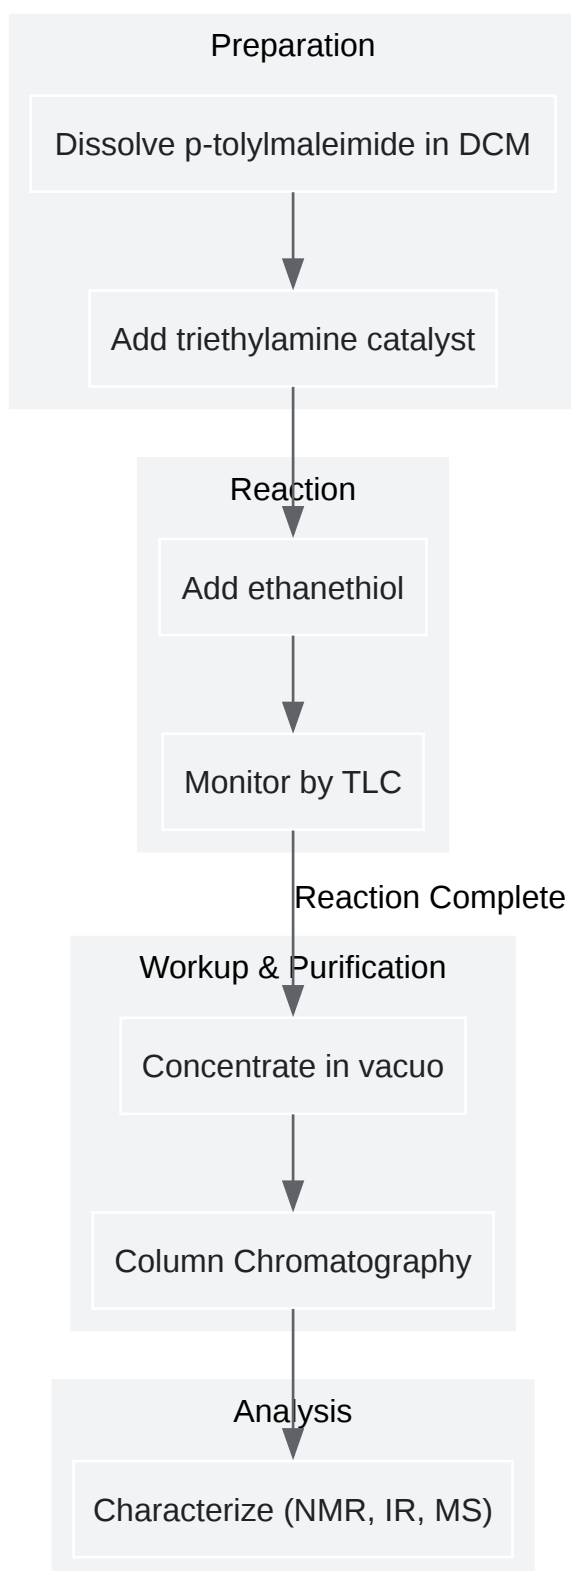 Preparation
Dissolve p-tolylmaleimide in DCM
Add triethylamine catalyst
Reaction
Add ethanethiol
Monitor by TLC
Reaction Complete
Workup & Purification
Concentrate in vacuo
Column Chromatography
Analysis
Characterize (NMR, IR, MS)